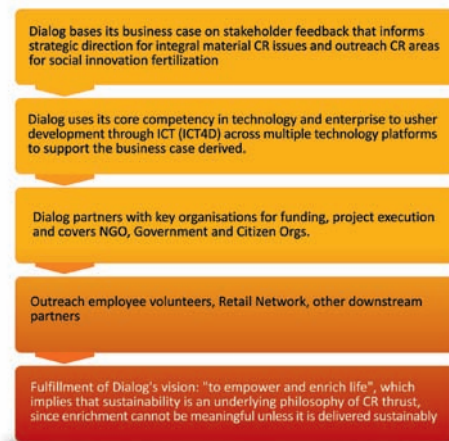 Dialog bases its business case on stakeholder feedback that informs
strategic direction for integral material CR issues and outreach CR areas
for social innovation fertilization
Dialog uses its core competency in technology and enterprise to usher
development through ICT (ICT4D) across multiple technology platforms
to support the business case derived.
Dialog partners with key organisations for funding, project execution
and covers NGO, Government and Citizen Orgs.
Outreach employee volunteers, Retail Network, other downstream
partners
Fulfillment of Dialog's vision: "to empower and enrich life", which
implies that sustainability is an underlying philosophy of CR thrust,
since enrichment cannot be meaningful unless it is delivered sustainably